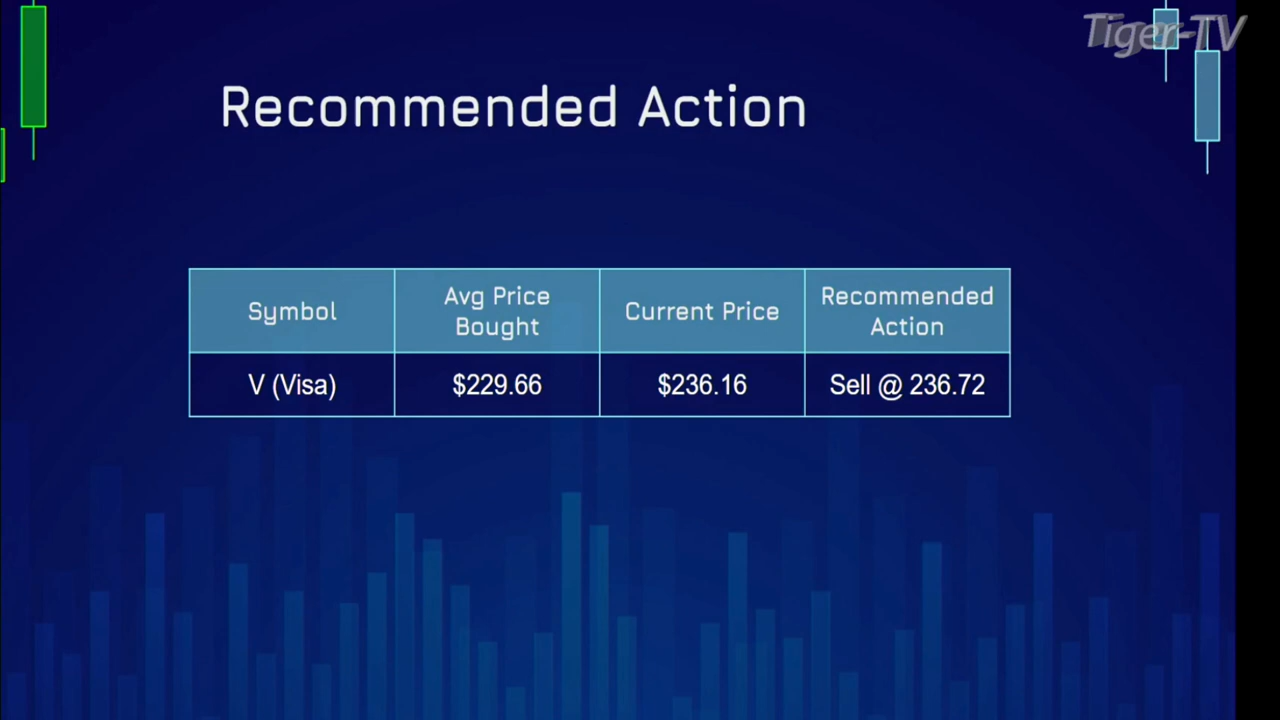 Tiger-TV
Recommended Action
Symbol
Avg Price
Bought
Current Price
Recommended
Action
V (Visa)
$229.66
$236.16
Sell @ 236.72